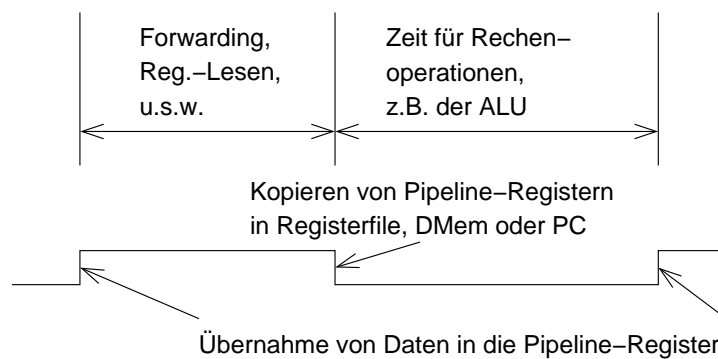 Forwarding,
Reg.–Lesen,
u.s.w.
Zeit für Rechen–
operationen,
z.B. der ALU
Kopieren von Pipeline–Registern
in Registerfile, DMem oder PC
Übernahme von Daten in die Pipeline–Register